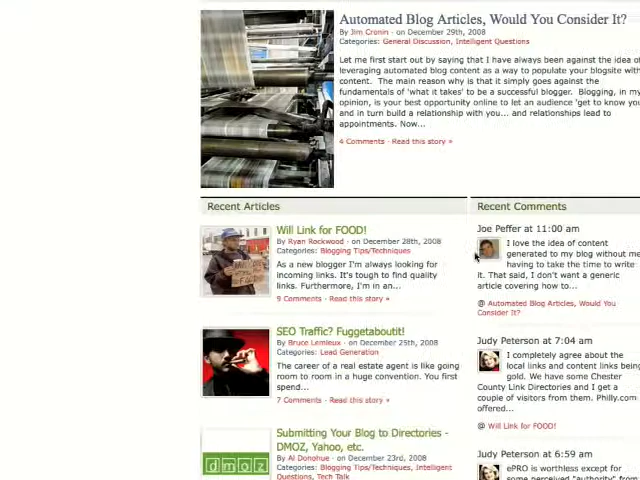 Automated Blog Articles, Would You Consider It?
By Jim Cronin - on December 29th, 2008
Categories: General Discussion, Intelligent Questions
Let me first start out by saying that I have always been against the idea of
leveraging automated blog content as a way to populate your blogsite with
content. The main reason why is that it simply goes against the
fundamentals of 'what it takes' to be a successful blogger. Blogging, in my
opinion, is your best opportunity online to let an audience 'get to know you'
and in turn build a relationship with you... and relationships lead to
appointments. Now...
4 Comments - Read this story »
Recent Articles
Will Link for FOOD!
By Ryan Rockwood - on December 28th, 2008
Categories: Blogging Tips/Techniques
As a new blogger I'm always looking for
incoming links. It's tough to find quality
links. Furthermore, I'm in an...
9 Comments - Read this story »
SEO Traffic? Fuggetaboutit!
By Bruce Lemieux - on December 25th, 2008
Categories: Lead Generation
The career of a real estate agent is like going
room to room in a huge convention. You first
spend...
7 Comments - Read this story »
Submitting Your Blog to Directories -
DMOZ, Yahoo, etc.
By Al Donohue - on December 23rd, 2008
Categories: Blogging Tips/Techniques, Intelligent
Questions, Tech Talk
dmoz
Recent Comments
Joe Peffer at 11:00 am
I love the idea of content
generated to my blog without me
having to take the time to write
it. That said, I don't want a generic
article covering how to...
@ Automated Blog Articles, Would You
Consider It?
Judy Peterson at 7:04 am
I completely agree about the
local links and content links being
gold. We have some Chester
County Link Directories and I get a
couple of visitors from them. Philly.com
offered...
@ Will Link for FOOD!
Judy Peterson at 6:59 am
ePRO is worthless except for
some perceived "authority" from